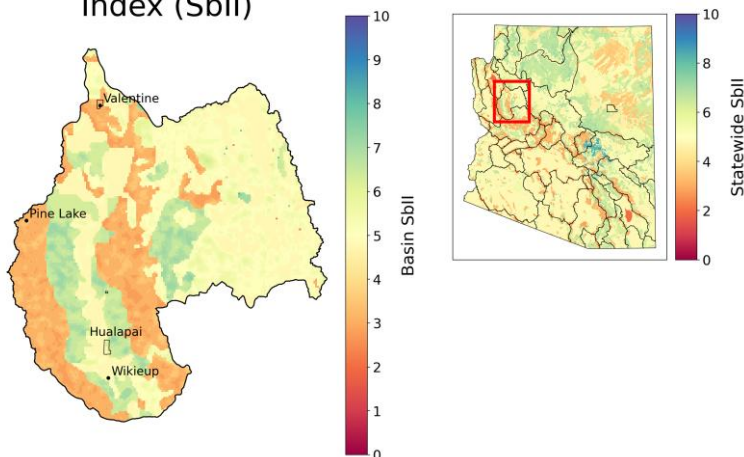 Index (SbII)
Valentine
Pine Lake
Hualapai
Wikieup
10
9
8
7
6
5
4
3
2
1
0
Basin SbII
10
8
6
4
2
0
Statewide SbII